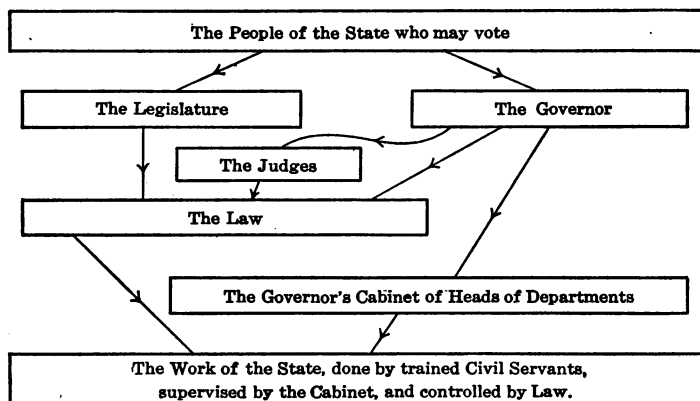 The People of the State who may vote
The Legislature
The Governor
The Judges
The Law
The Governor's Cabinet of Heads of Departments
The Work of the State, done by trained Civil Servants,
supervised by the Cabinet, and controlled by Law.